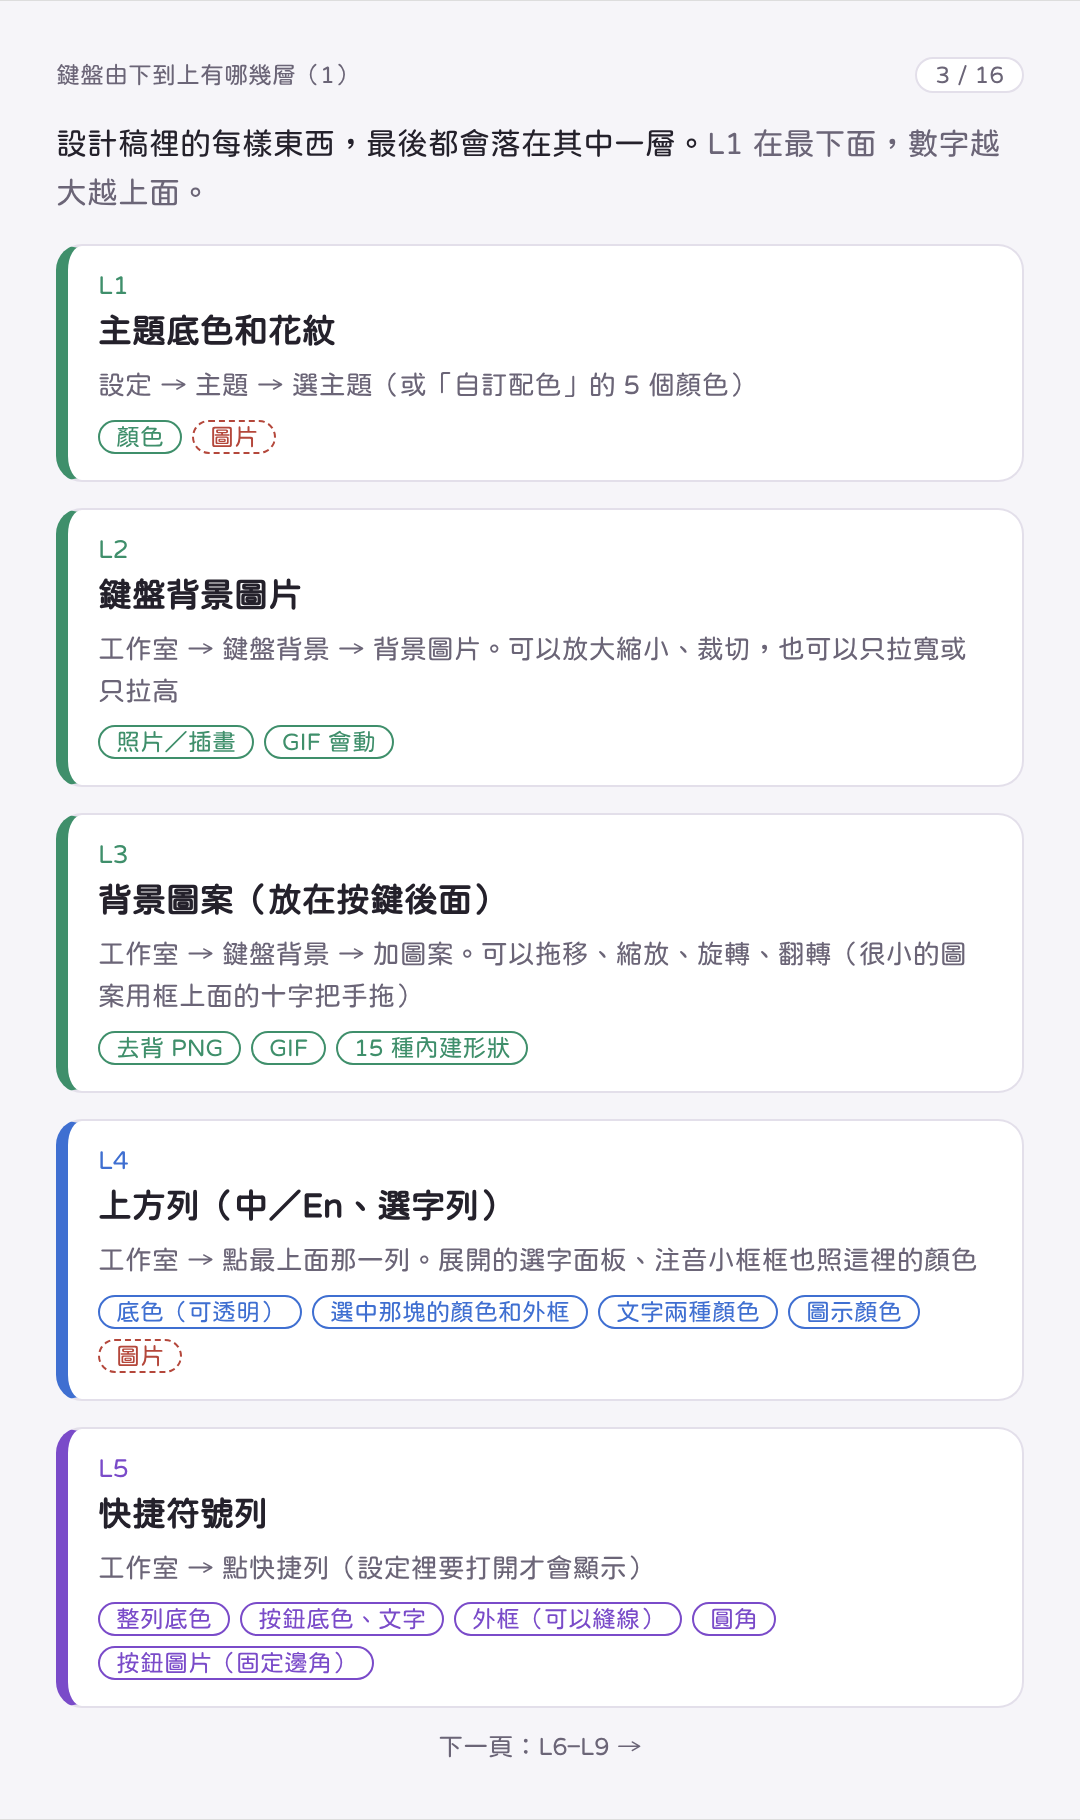 鍵盤由下到上有哪幾層（1）
3 / 16
設計稿裡的每樣東西，最後都會落在其中一層。L1 在最下面，數字越
大越上面。
L1
主題底色和花紋
設定 → 主題 → 選主題（或「自訂配色」的 5 個顏色）
顏色 圖片
L2
鍵盤背景圖片
工作室 → 鍵盤背景 → 背景圖片。可以放大縮小、裁切，也可以只拉寬或
只拉高
照片／插畫 GIF 會動
L3
背景圖案（放在按鍵後面）
工作室 → 鍵盤背景 → 加圖案。可以拖移、縮放、旋轉、翻轉（很小的圖
案用框上面的十字把手拖）
去背 PNG GIF 15 種內建形狀
L4
上方列（中／En、選字列）
工作室 → 點最上面那一列。展開的選字面板、注音小框框也照這裡的顏色
底色（可透明） 選中那塊的顏色和外框 文字兩種顏色 圖示顏色
圖片
L5
快捷符號列
工作室 → 點快捷列（設定裡要打開才會顯示）
整列底色 按鈕底色、文字 外框（可以縫線） 圓角
按鈕圖片（固定邊角）
下一頁：L6–L9 →